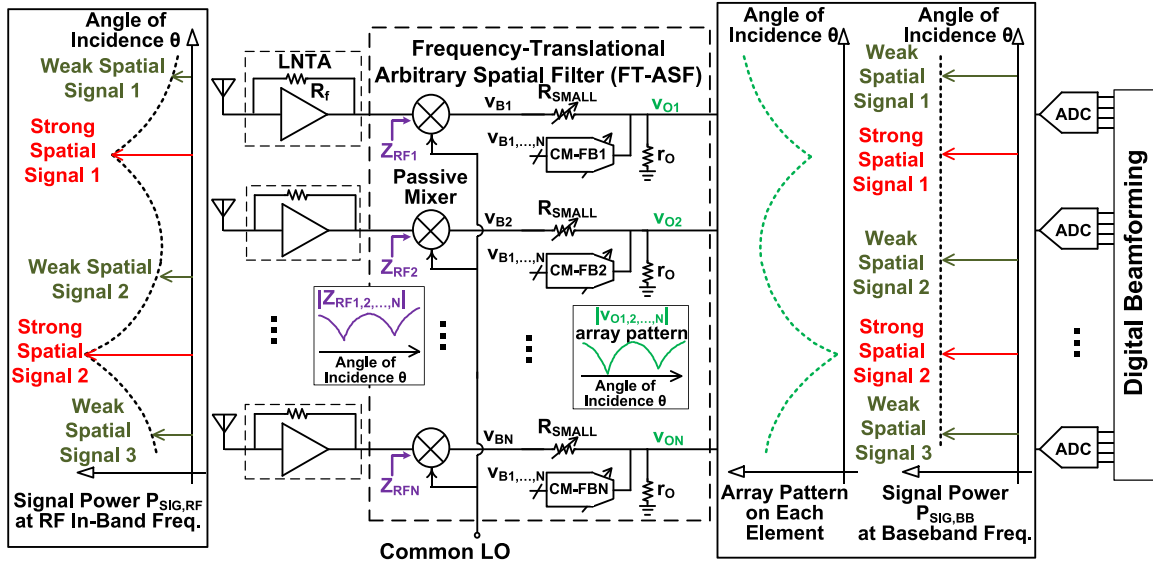 Angle of
Incidence θ
Weak Spatial
Signal 1
Strong
Spatial
Signal 1
Weak Spatial
Signal 2
Strong
Spatial
Signal 2
Weak
Spatial
Signal 3
Signal Power P_SIG,RF
at RF In-Band Freq.
LNTA
R_f
Frequency-Translational
Arbitrary Spatial Filter (FT-ASF)
v_B1
R_SMALL
v_O1
Z_RF1
v_B1,...,N
CM-FB1
r_O
Passive
Mixer
v_B2
R_SMALL
v_O2
Z_RF2
v_B1,...,N
CM-FB2
r_O
|Z_RF1,2,...,N|
Angle of
Incidence θ
|v_O1,2,...,N|
array pattern
Angle of
Incidence θ
v_BN
R_SMALL
v_ON
Z_RFN
v_B1,...,N
CM-FBN
r_O
Common LO
Angle of
Incidence θ
Array Pattern
on Each
Element
Angle of
Incidence θ
Weak
Spatial
Signal 1
Strong
Spatial
Signal 1
Weak
Spatial
Signal 2
Strong
Spatial
Signal 2
Weak
Spatial
Signal 3
Signal Power
P_SIG,BB
at Baseband Freq.
ADC
ADC
ADC
Digital Beamforming